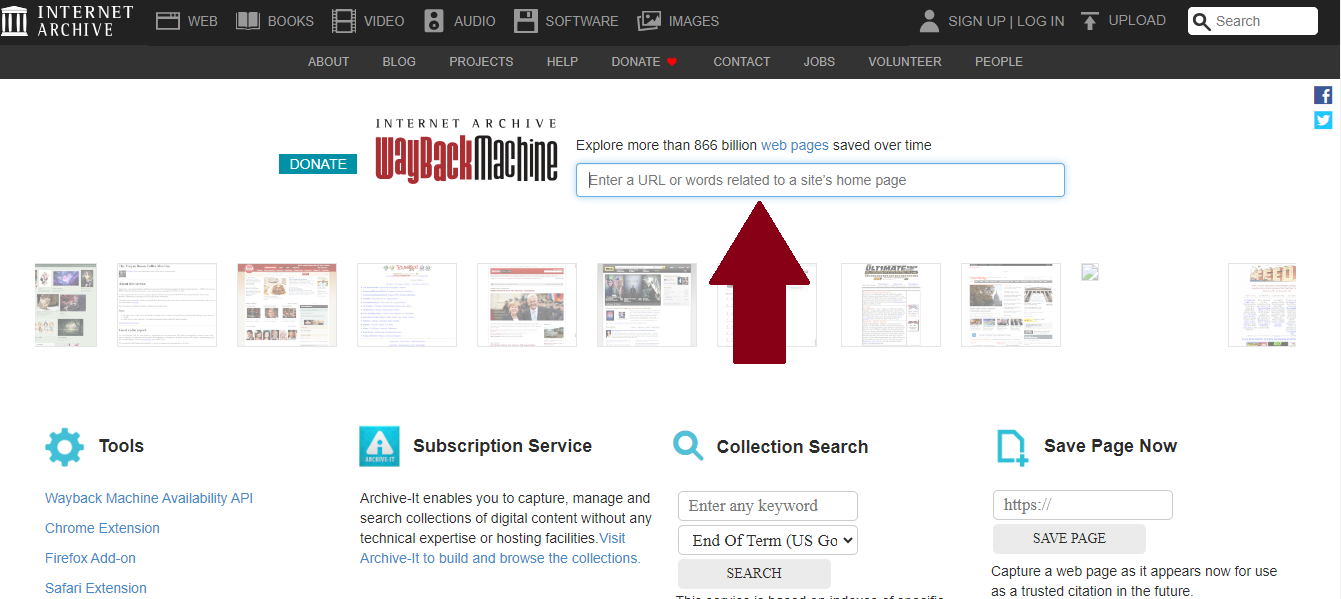 INTERNET
ARCHIVE
WEB
BOOKS
VIDEO
AUDIO
SOFTWARE
IMAGES
SIGN UP | LOG IN
UPLOAD
Search
ABOUT
BLOG
PROJECTS
HELP
DONATE
CONTACT
JOBS
VOLUNTEER
PEOPLE
INTERNET ARCHIVE
WayBackMachine
DONATE
Explore more than 866 billion web pages saved over time
Enter a URL or words related to a site's home page
Tools
Wayback Machine Availability API
Chrome Extension
Firefox Add-on
Safari Extension
ARCHIVE-IT
Subscription Service
Archive-It enables you to capture, manage and
search collections of digital content without any
technical expertise or hosting facilities.Visit
Archive-It to build and browse the collections.
Collection Search
Enter any keyword
End Of Term (US Go
SEARCH
This service is based on indexes of specific
Save Page Now
https://
SAVE PAGE
Capture a web page as it appears now for use
as a trusted citation in the future.